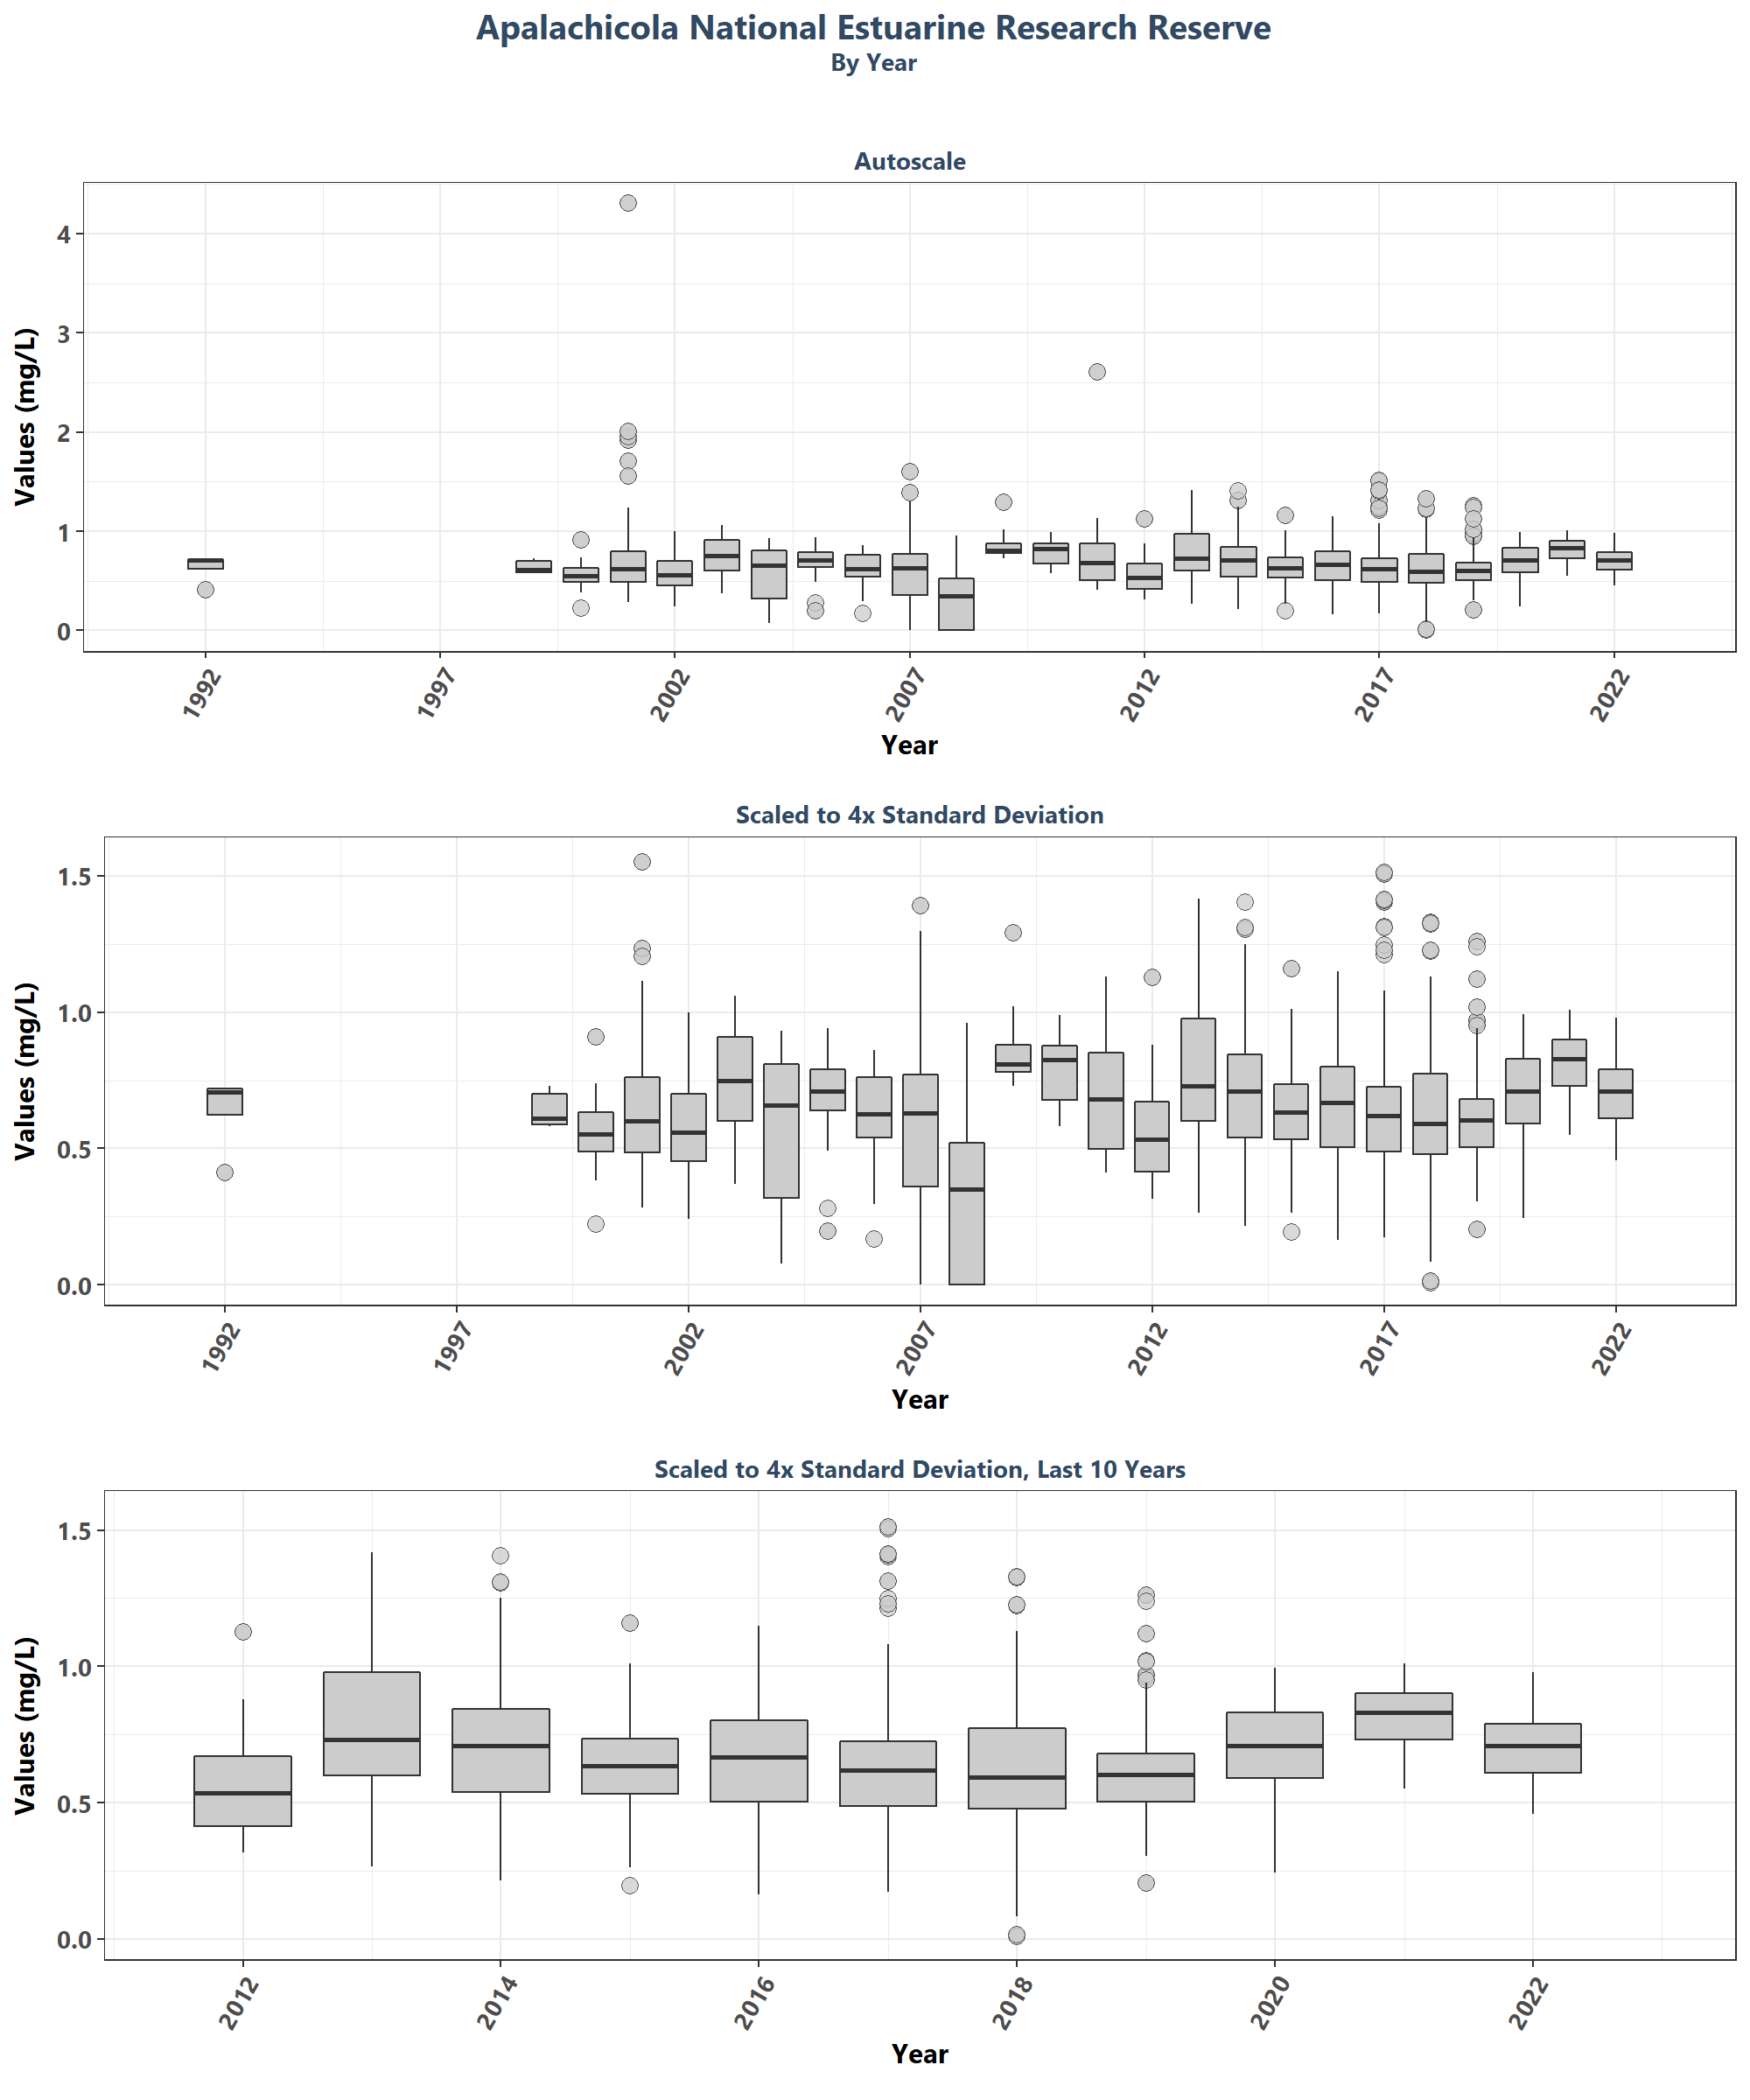 Apalachicola National Estuarine Research Reserve
By Year
Autoscale
Values (mg/L)
4
3
2
1
0
1992 1997 2002 2007 2012 2017 2022
Year
Scaled to 4x Standard Deviation
Values (mg/L)
1.5
1.0
0.5
0.0
1992 1997 2002 2007 2012 2017 2022
Year
Scaled to 4x Standard Deviation, Last 10 Years
Values (mg/L)
1.5
1.0
0.5
0.0
2012 2014 2016 2018 2020 2022
Year